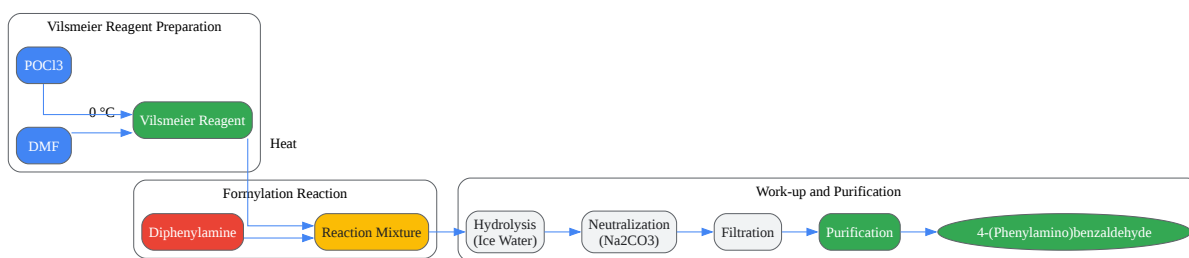 Vilsmeier Reagent Preparation
POCl3
0 °C
Vilsmeier Reagent
DMF
Heat
Formylation Reaction
Diphenylamine
Reaction Mixture
Work-up and Purification
Hydrolysis
(Ice Water)
Neutralization
(Na2CO3)
Filtration
Purification
4-(Phenylamino)benzaldehyde